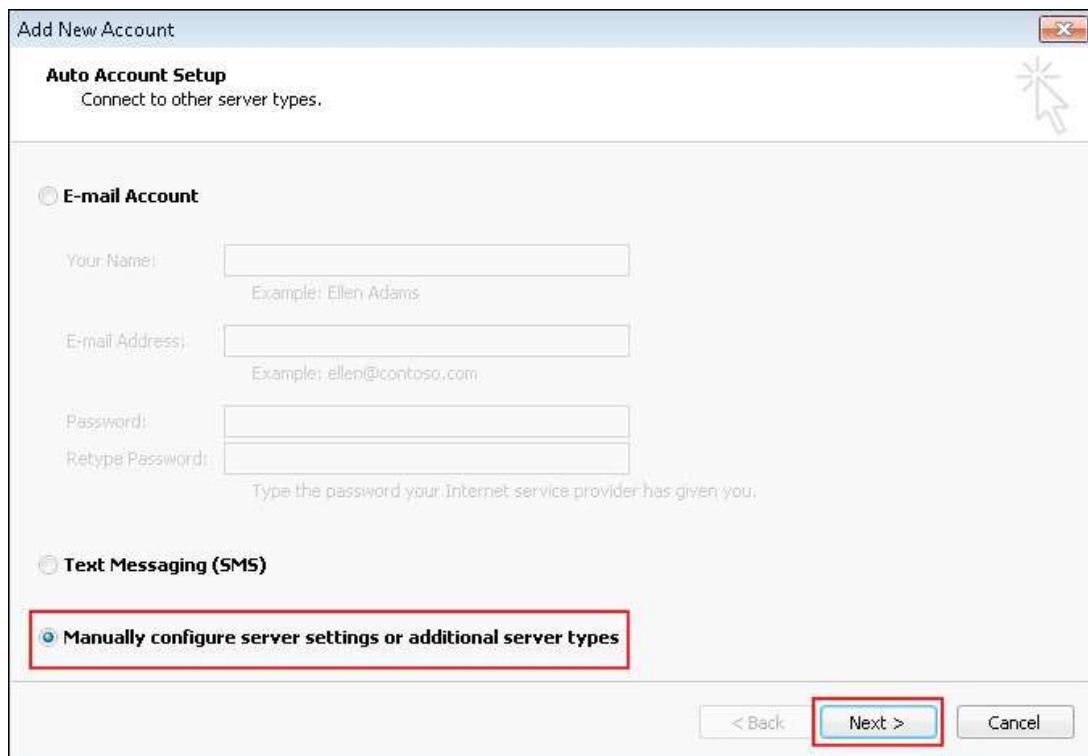 Add New Account
Auto Account Setup
Connect to other server types.
E-mail Account
Your Name:
Example: Ellen Adams
E-mail Address:
Example: ellen@contoso.com
Password:
Retype Password:
Type the password your Internet service provider has given you.
Text Messaging (SMS)
Manually configure server settings or additional server types
< Back
Next >
Cancel